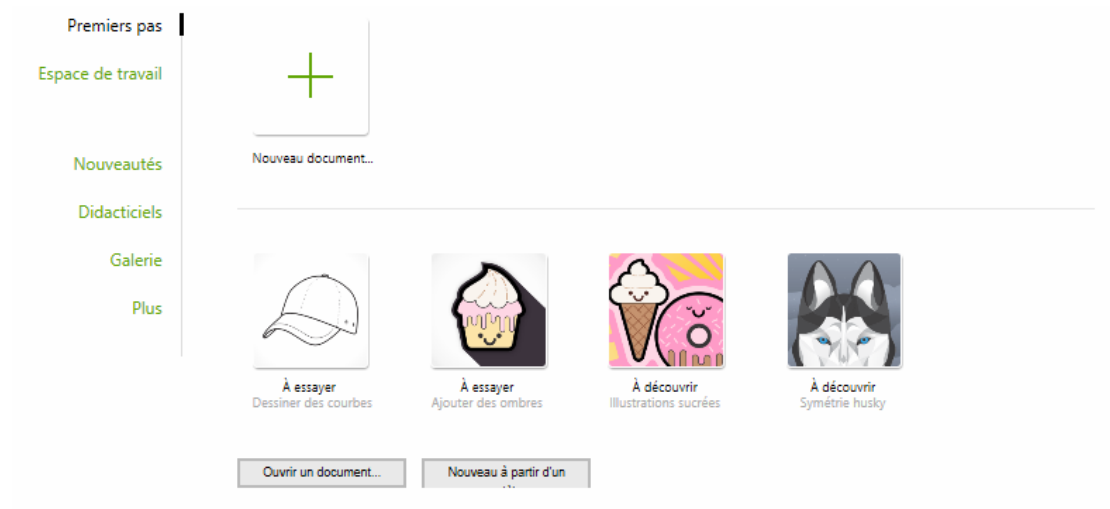 Premiers pas
Espace de travail
Nouveautés
Didacticiels
Galerie
Plus
Nouveau document...
À essayer
Dessiner des courbes
À essayer
Ajouter des ombres
À découvrir
Illustrations sucrées
À découvrir
Symétrie husky
Ouvrir un document...
Nouveau à partir d'un